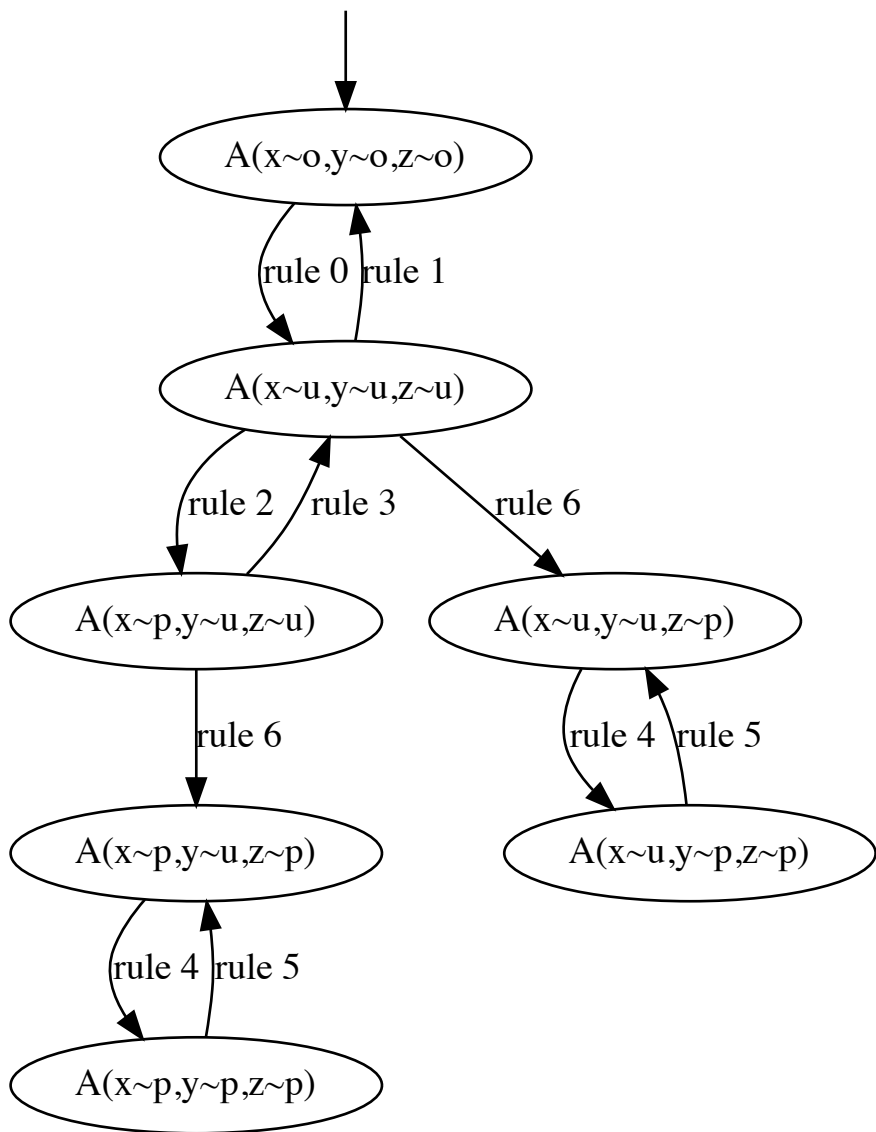 A(x~o,y~o,z~o)
rule 0
rule 1
A(x~u,y~u,z~u)
rule 2
rule 3
rule 6
A(x~p,y~u,z~u)
A(x~u,y~u,z~p)
rule 6
rule 4
rule 5
A(x~p,y~u,z~p)
A(x~u,y~p,z~p)
rule 4
rule 5
A(x~p,y~p,z~p)